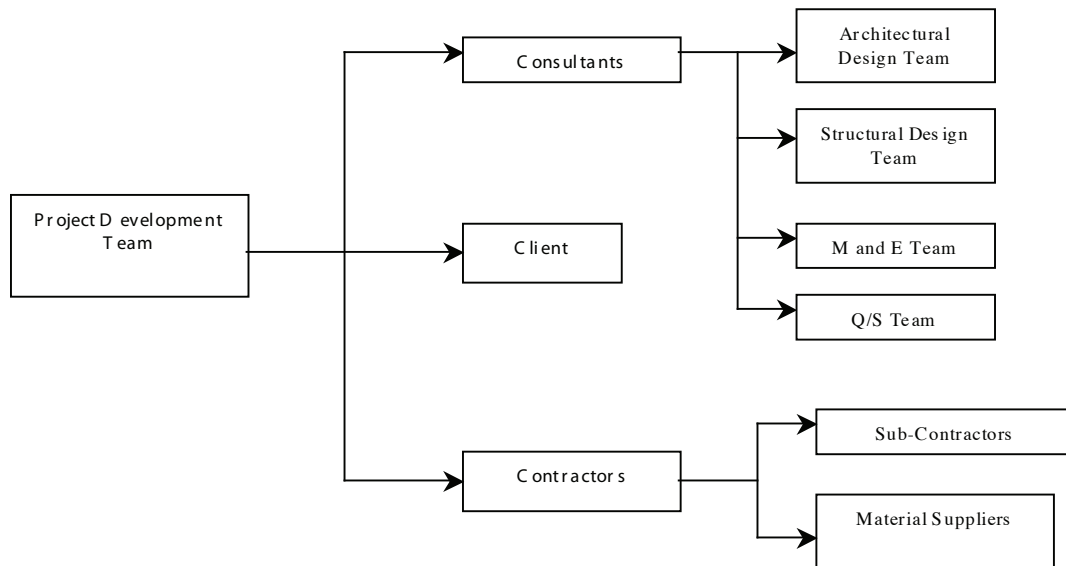 Consultants
Architectural
Design Team
Structural Design
Team
Project Development
Team
Client
M and E Team
Q/S Team
Contractors
Sub-Contractors
Material Suppliers